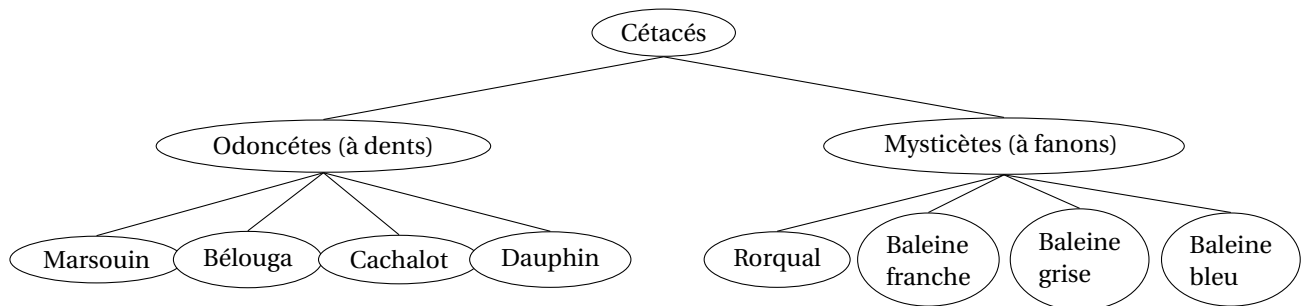 Cétacés
Odoncétes (à dents)
Mysticètes (à fanons)
Marsouin
Bélouga
Cachalot
Dauphin
Rorqual
Baleine
franche
Baleine
grise
Baleine
bleu